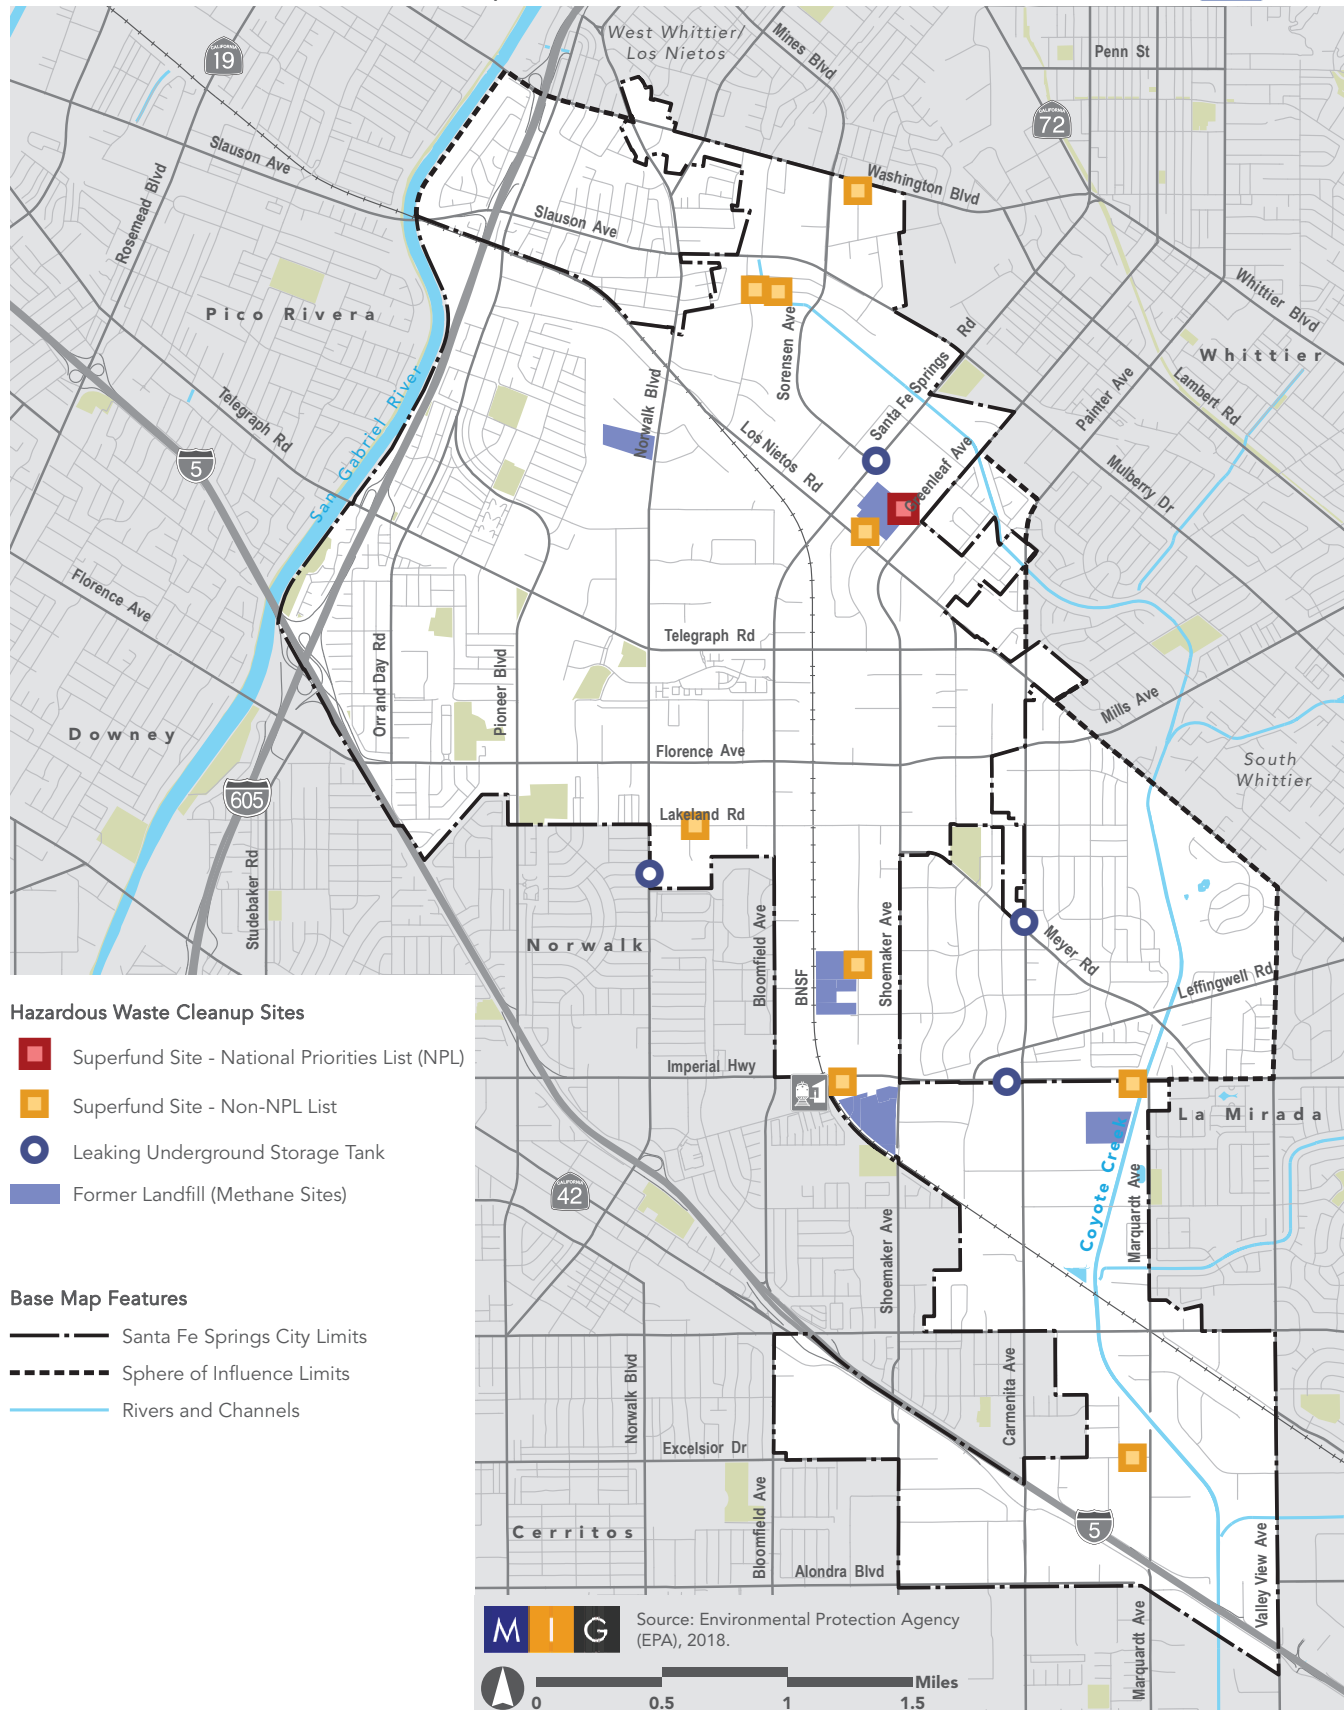 West Whittier/
Los Nietos
Mines Blvd
Penn St
CALIFORNIA
19
CALIFORNIA
72
Slauson Ave
Rosemead Blvd
Washington Blvd
Slauson Ave
Pico Rivera
Whittier Blvd
Whittier
Sorensen Ave
Santa Fe Springs Rd
Painter Ave
Lambert Rd
Telegraph Rd
San Gabriel River
Norwalk Blvd
Los Nietos Rd
Greenleaf Ave
Mulberry Dr
5
Florence Ave
Orr and Day Rd
Pioneer Blvd
Telegraph Rd
Mills Ave
Downey
Florence Ave
South
Whittier
605
Lakeland Rd
Studebaker Rd
Norwalk
Bloomfield Ave
BNSF
Shoemaker Ave
Meyer Rd
Leffingwell Rd
Imperial Hwy
La Mirada
Coyote Creek
Marquardt Ave
CALIFORNIA
42
Shoemaker Ave
Norwalk Blvd
Carmenita Ave
Excelsior Dr
Bloomfield Ave
Cerritos
5
Valley View Ave
Alondra Blvd
Marquardt Ave
Hazardous Waste Cleanup Sites
Superfund Site - National Priorities List (NPL)
Superfund Site - Non-NPL List
Leaking Underground Storage Tank
Former Landfill (Methane Sites)
Base Map Features
Santa Fe Springs City Limits
Sphere of Influence Limits
Rivers and Channels
M I G
Source: Environmental Protection Agency
(EPA), 2018.
Miles
0 0.5 1 1.5